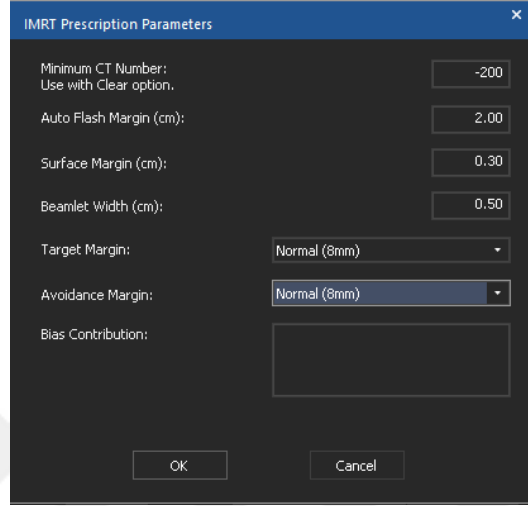 IMRT Prescription Parameters
×
Minimum CT Number:
Use with Clear option.
-200
Auto Flash Margin (cm):
2.00
Surface Margin (cm):
0.30
Beamlet Width (cm):
0.50
Target Margin:
Normal (8mm)
Avoidance Margin:
Normal (8mm)
Bias Contribution:
OK
Cancel